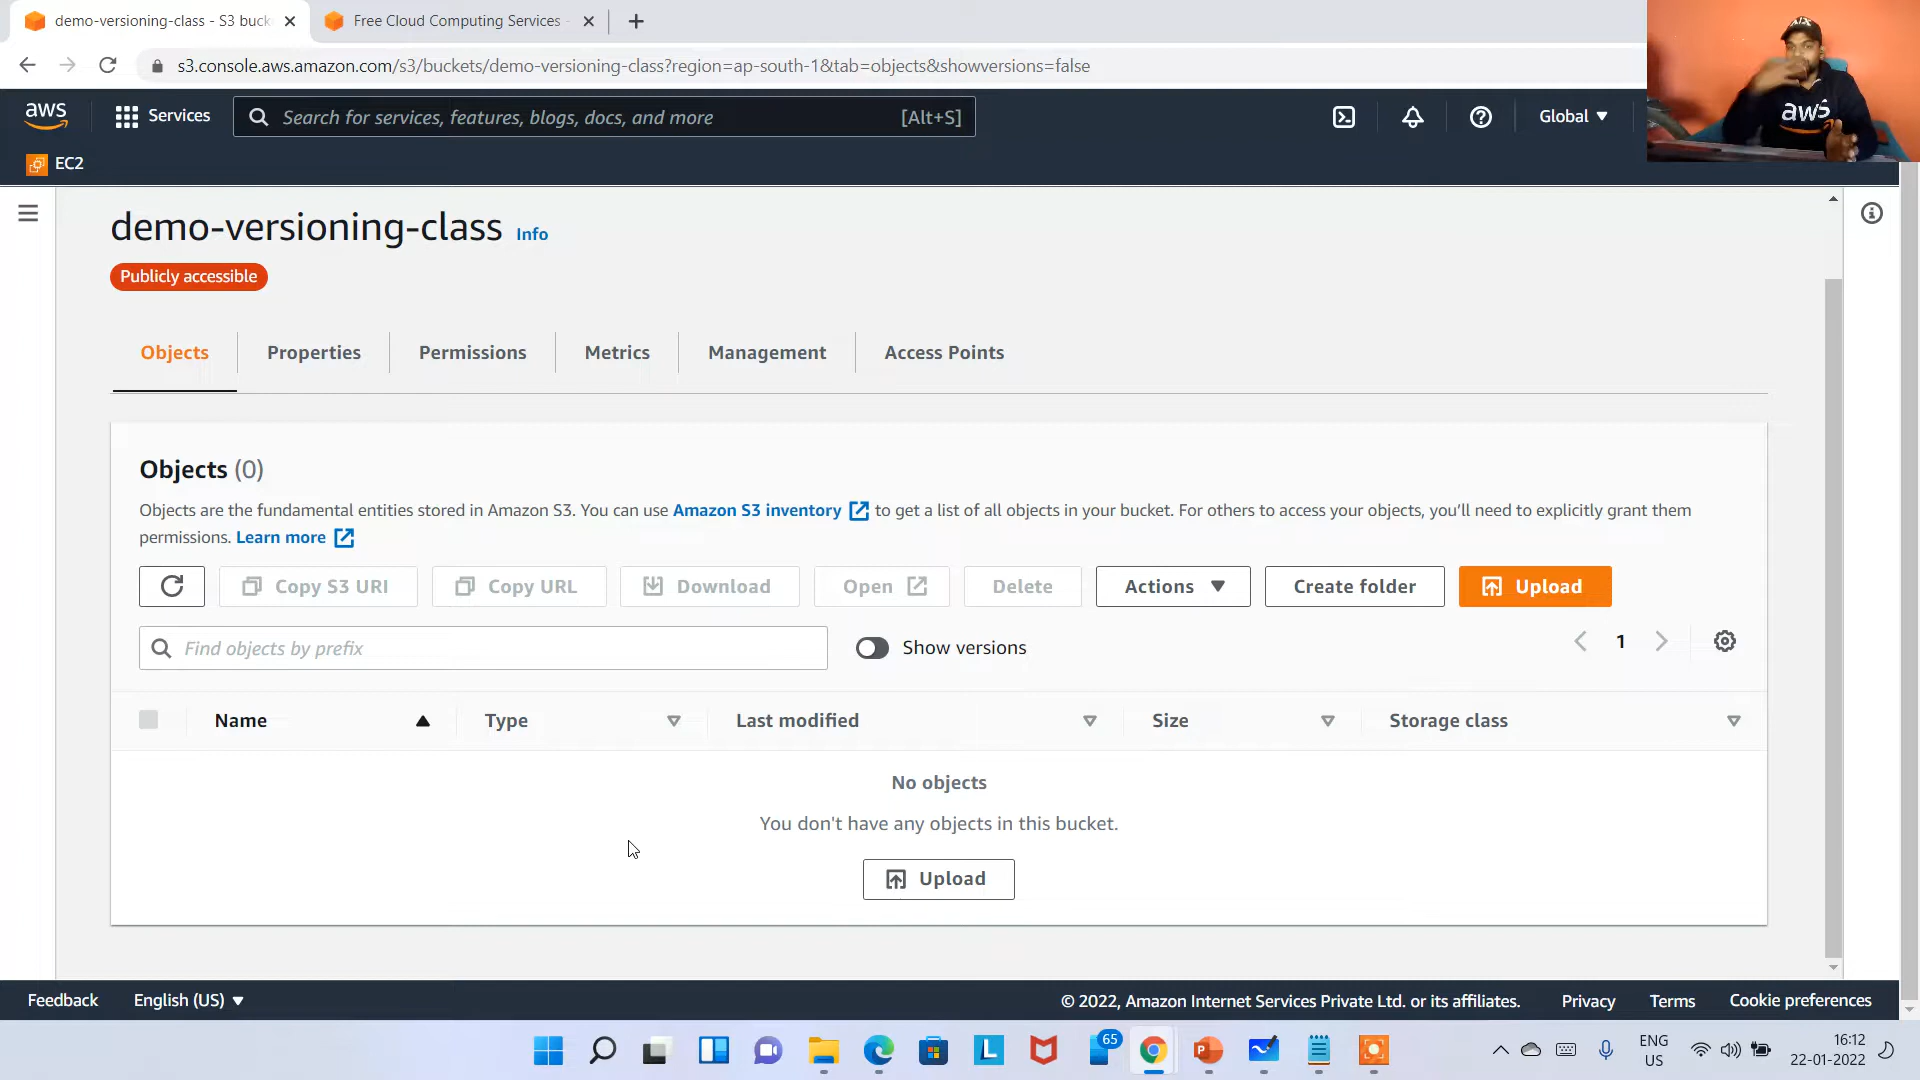 demo-versioning-class - S3 buck
Free Cloud Computing Services -
s3.console.aws.amazon.com/s3/buckets/demo-versioning-class?region=ap-south-1&tab=objects&showversions=false
aws
Services
Search for services, features, blogs, docs, and more
[Alt+S]
Global
aws
EC2
demo-versioning-class Info
Publicly accessible
Objects
Properties
Permissions
Metrics
Management
Access Points
Objects (0)
Objects are the fundamental entities stored in Amazon S3. You can use Amazon S3 inventory to get a list of all objects in your bucket. For others to access your objects, you'll need to explicitly grant them
permissions. Learn more
Copy S3 URI
Copy URL
Download
Open
Delete
Actions
Create folder
Upload
Find objects by prefix
Show versions
1
Name
Type
Last modified
Size
Storage class
No objects
You don't have any objects in this bucket.
Upload
Feedback
English (US)
© 2022, Amazon Internet Services Private Ltd. or its affiliates.
Privacy
Terms
Cookie preferences
L
65
ENG
US
16:12
22-01-2022